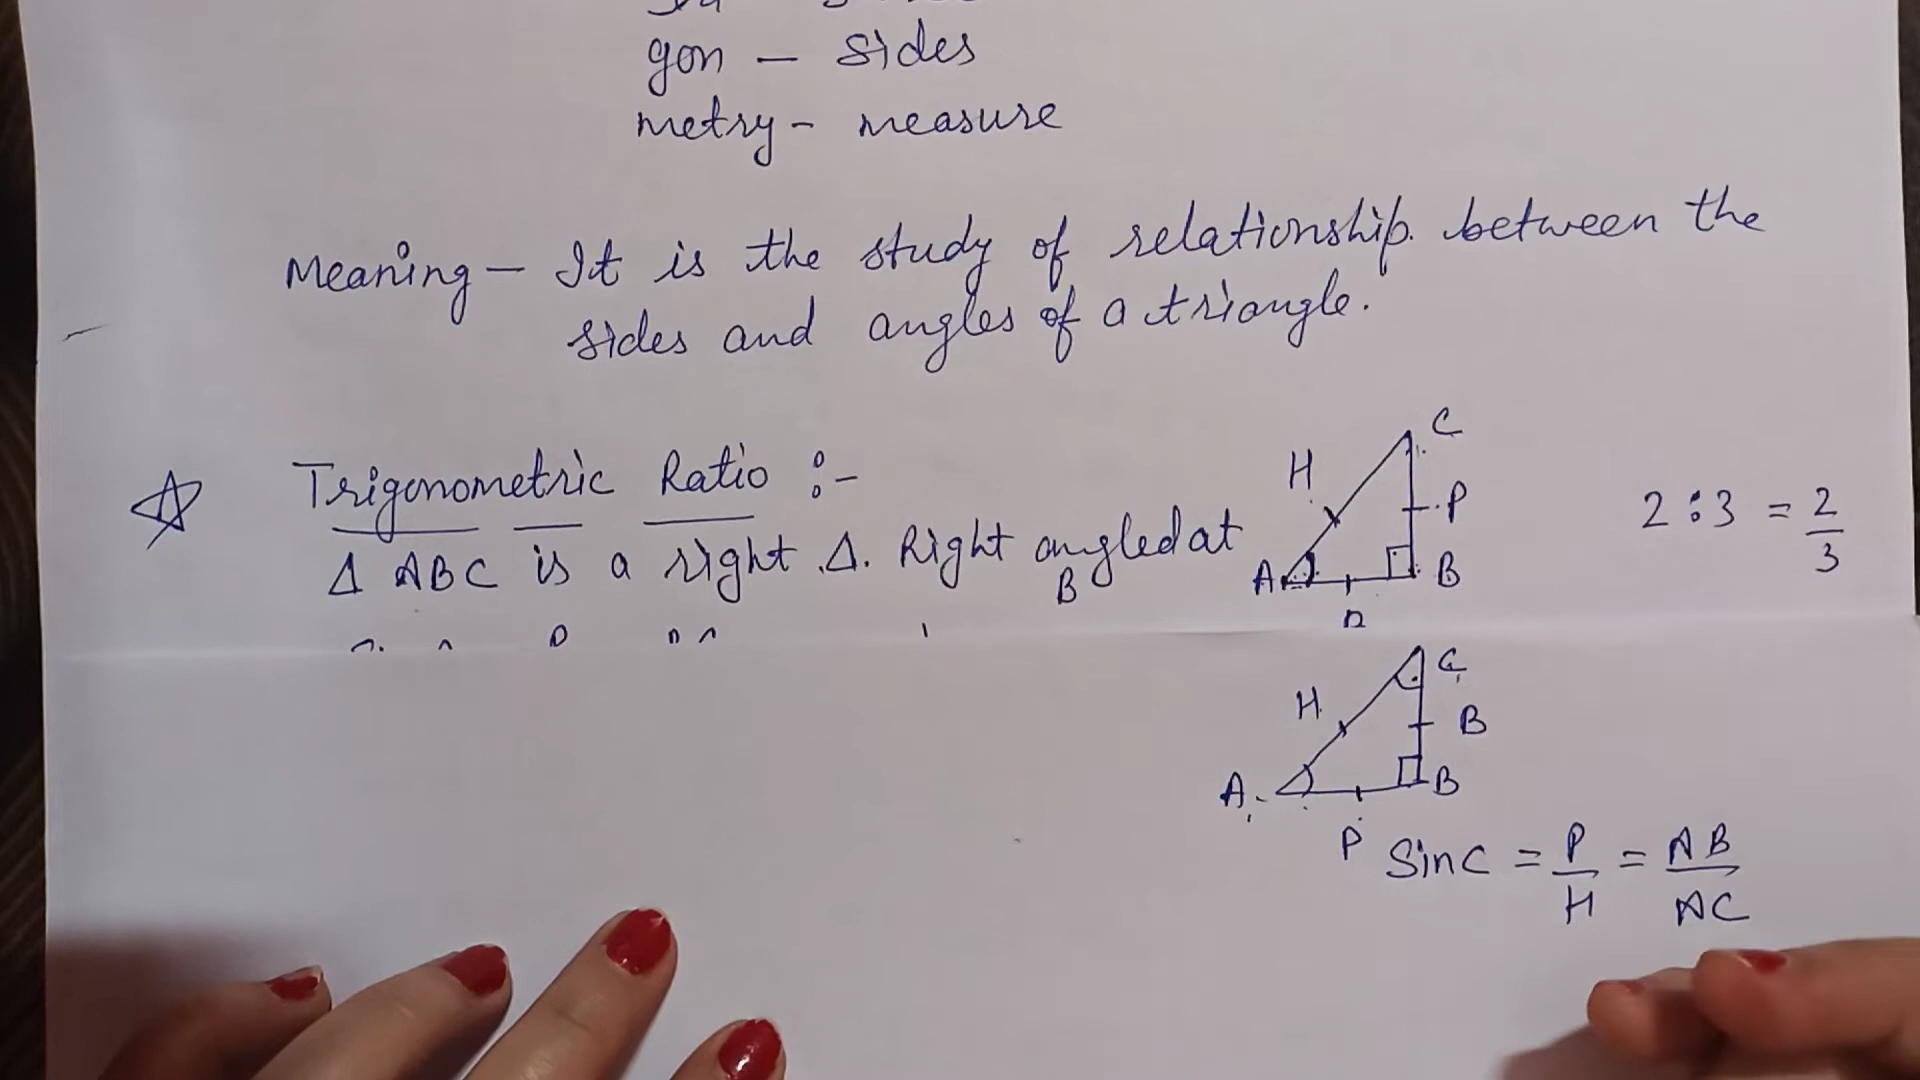 gon - sides
metry - measure
Meaning - It is the study of relationship between the
sides and angles of a triangle.
Trigonometric Ratio :-
Δ ABC is a right Δ. Right angled at
B
C
H
P
A
B
2 : 3 = 2/3
C
H
B
A
B
P
Sin C = P/H = AB/AC